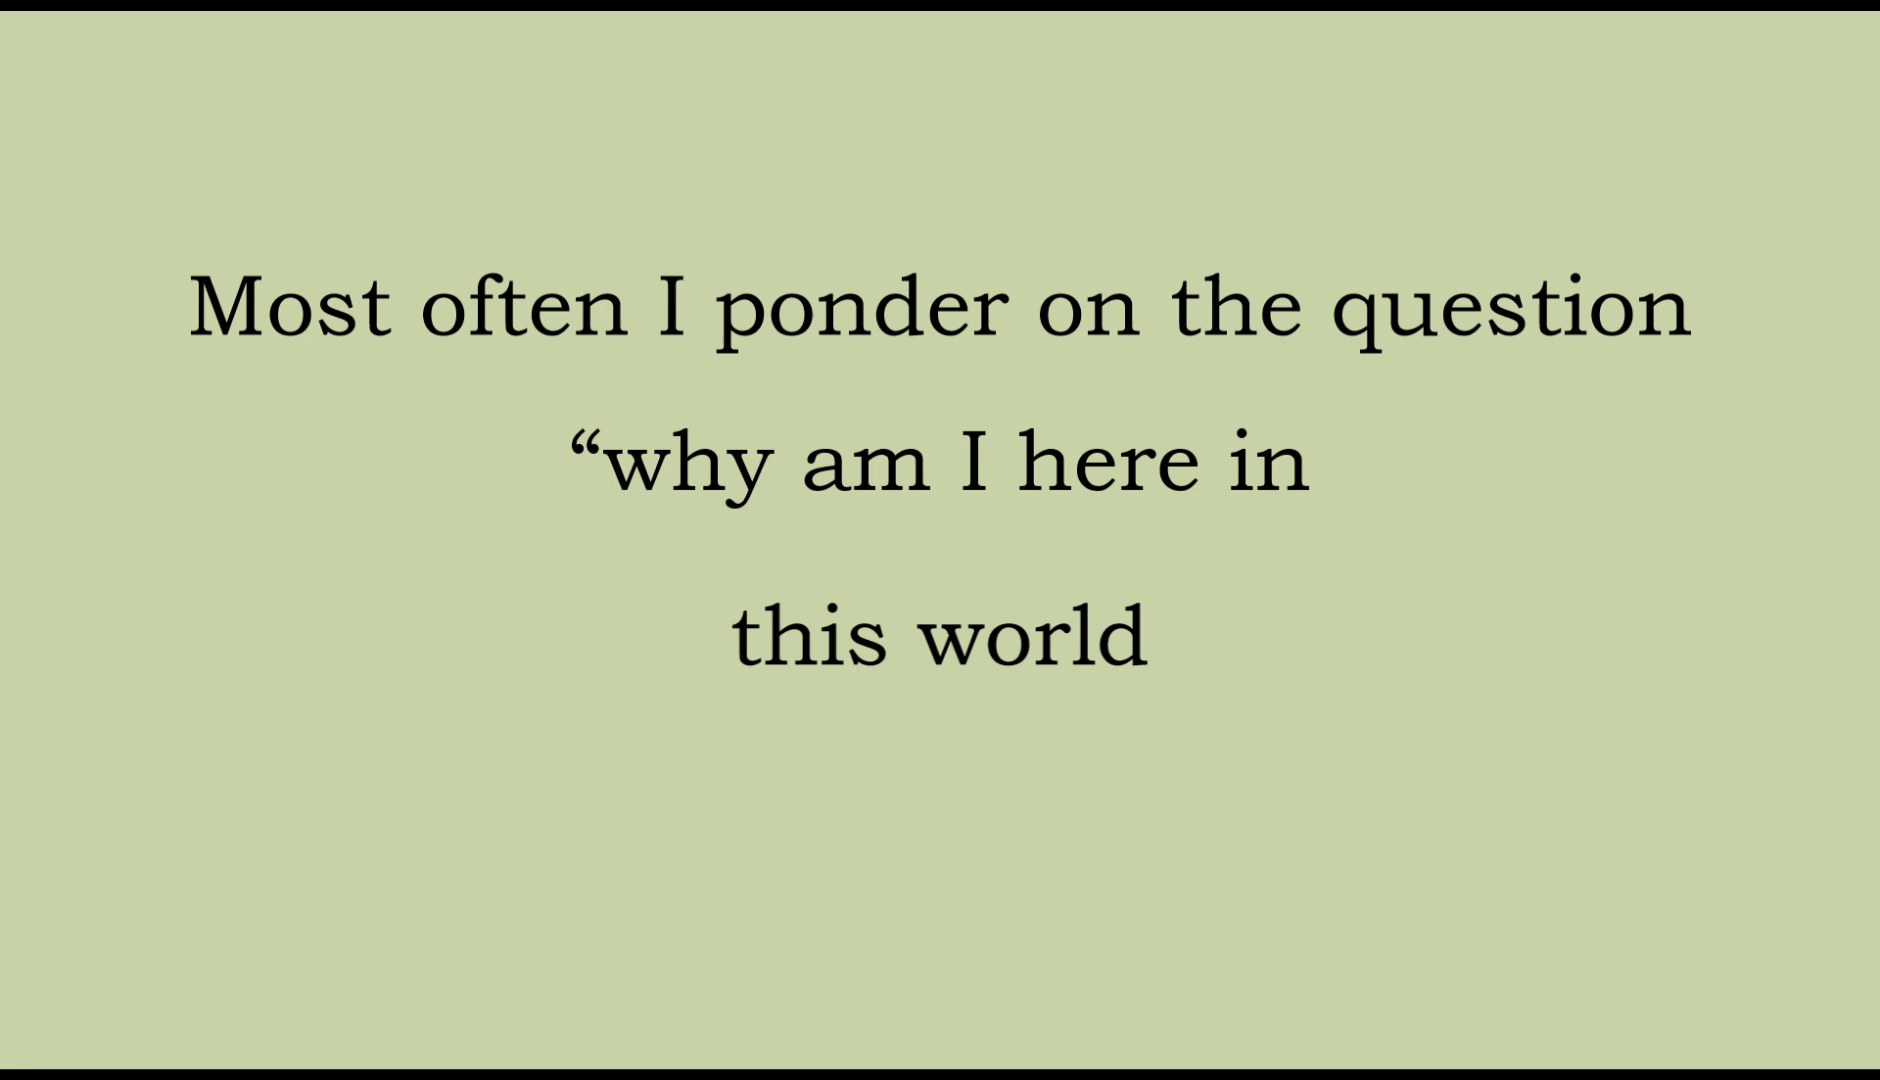 Most often I ponder on the question
“why am I here in
this world